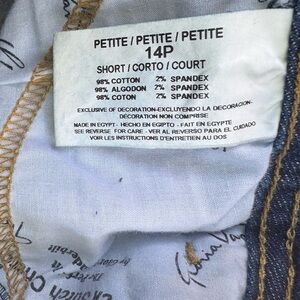 PETITE / PETITE / PETITE
14P
SHORT / CORTO / COURT
98% COTTON 2% SPANDEX
98% ALGODON 2% SPANDEX
98% COTON 2% SPANDEX
EXCLUSIVE OF DECORATION-EXCLUYENDO LA DECORACION-
DECORATION NON COMPRISE
MADE IN EGYPT - HECHO EN EGIPTO - FAIT EN EGYPTE
SEE REVERSE FOR CARE - VER AL REVERSO PARA EL CUIDADO
VOIR LES INSTRUCTIONS D'ENTRETIEN AU DOS
Gloria Van